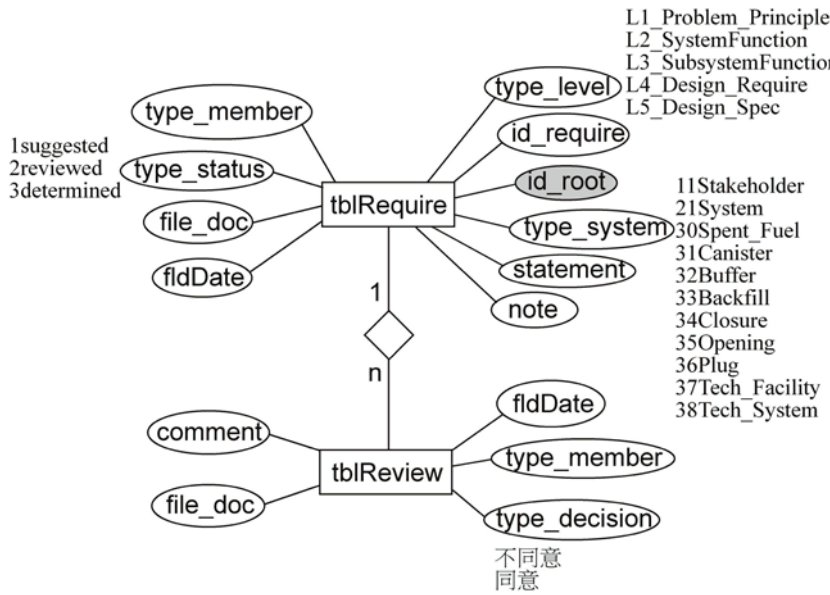 L1_Problem_Principle
L2_SystemFunction
L3_SubsystemFunction
L4_Design_Require
L5_Design_Spec
type_level
type_member
id_require
1suggested
2reviewed
3determined
type_status
id_root
tblRequire
file_doc
type_system
fldDate
statement
note
11Stakeholder
21System
30Spent_Fuel
31Canister
32Buffer
33Backfill
34Closure
35Opening
36Plug
37Tech_Facility
38Tech_System
1
n
fldDate
comment
type_member
tblReview
file_doc
type_decision
不同意
同意